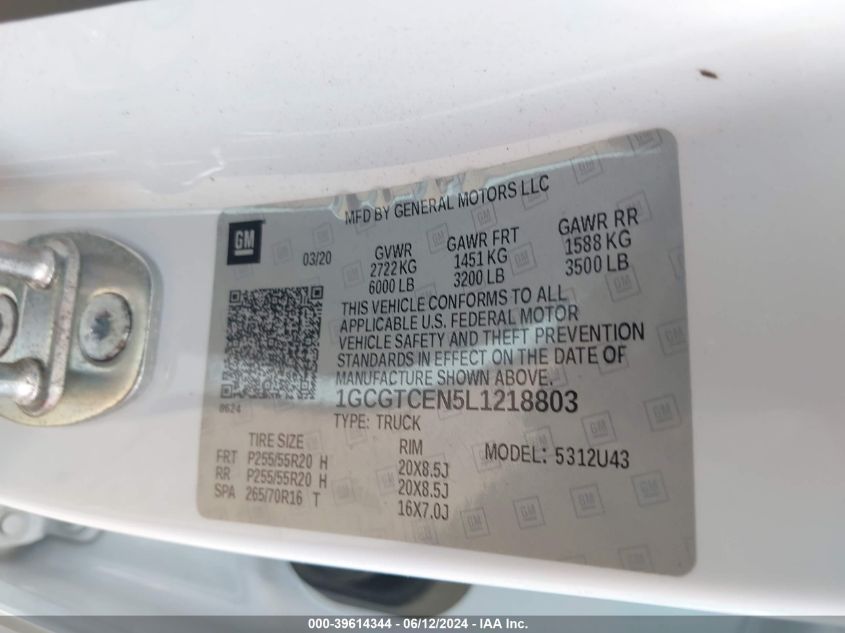 MFD BY GENERAL MOTORS LLC
GM
03/20
GVWR GAWR FRT GAWR RR
2722 KG 1451 KG 1588 KG
6000 LB 3200 LB 3500 LB
THIS VEHICLE CONFORMS TO ALL
APPLICABLE U.S. FEDERAL MOTOR
VEHICLE SAFETY AND THEFT PREVENTION
STANDARDS IN EFFECT ON THE DATE OF
MANUFACTURE SHOWN ABOVE.
0624
1GCGTCEN5L1218803
TYPE: TRUCK
TIRE SIZE RIM MODEL: 5312U43
FRT P255/55R20 H 20X8.5J
RR P255/55R20 H 20X8.5J
SPA 265/70R16 T 16X7.0J
000-39614344 / 06/12/2024 - IAA Inc.